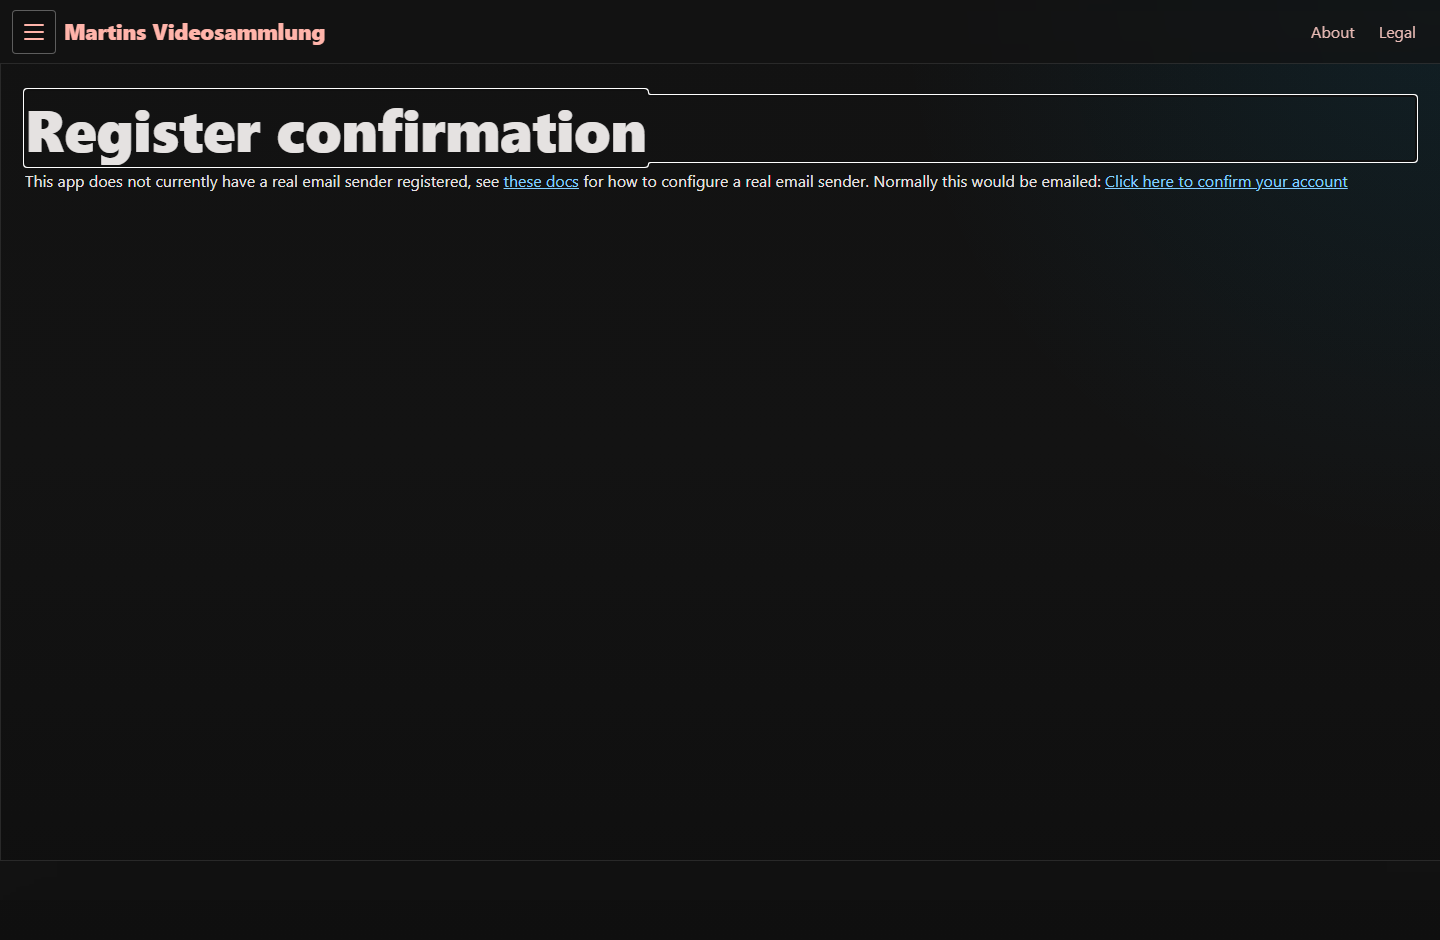 Martins Videosammlung
About
Legal
Register confirmation
This app does not currently have a real email sender registered, see these docs for how to configure a real email sender. Normally this would be emailed: Click here to confirm your account